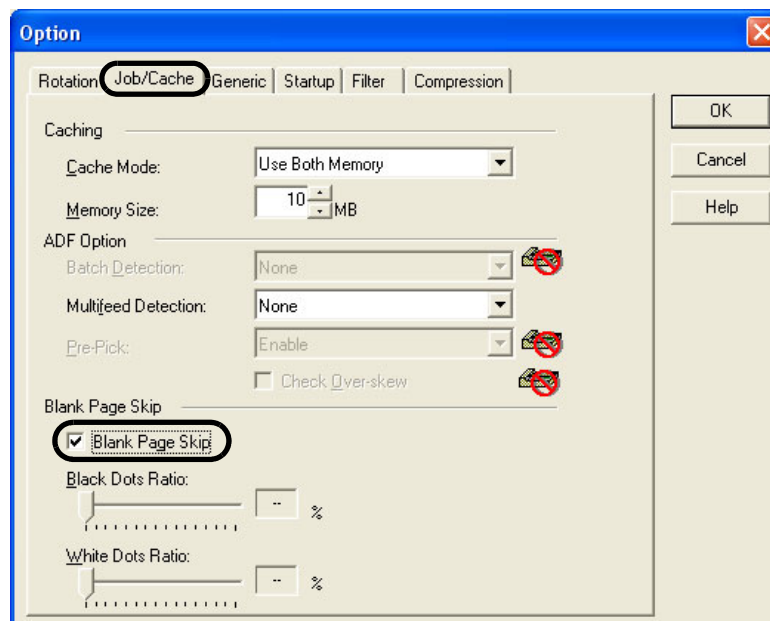 Option
Rotation Job/Cache Generic Startup Filter Compression
OK
Cancel
Help
Caching
Cache Mode: Use Both Memory
Memory Size: 10 MB
ADF Option
Batch Detection: None
Multifeed Detection: None
Pre-Pick: Enable
Check Over-skew
Blank Page Skip
Blank Page Skip
Black Dots Ratio:
-- %
White Dots Ratio:
-- %